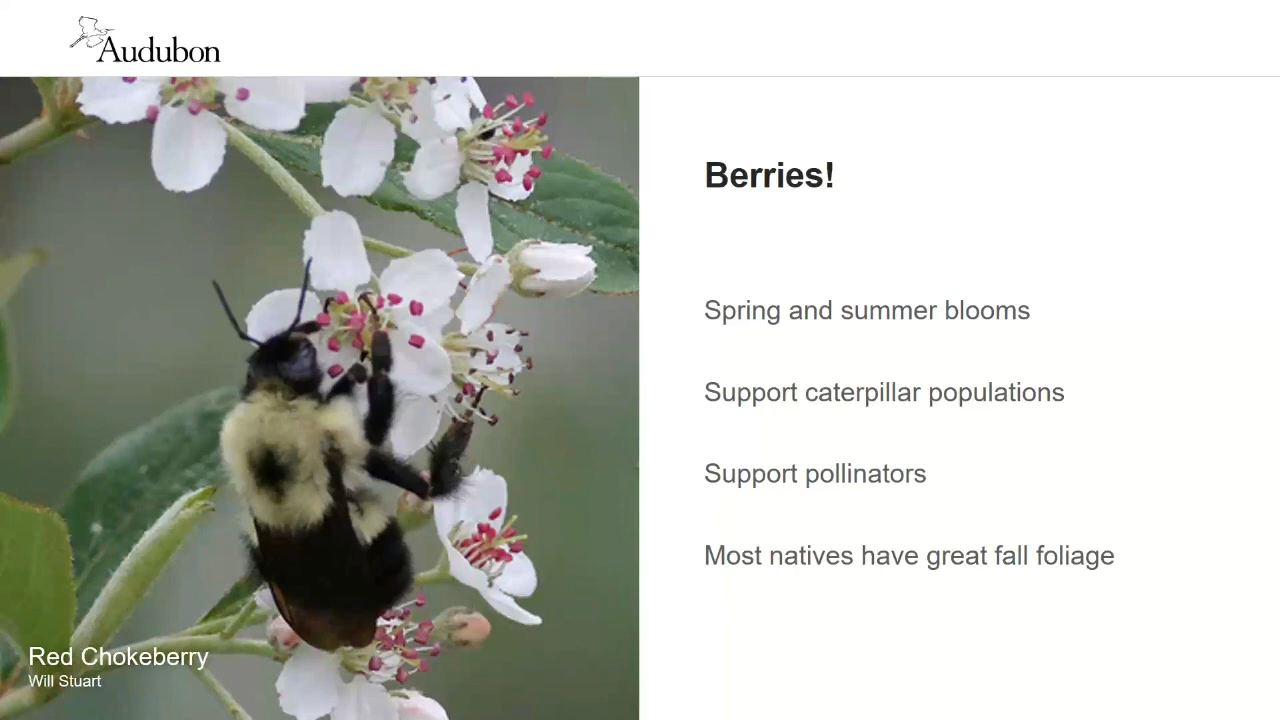 Audubon
Berries!
Spring and summer blooms
Support caterpillar populations
Support pollinators
Most natives have great fall foliage
Red Chokeberry
Will Stuart